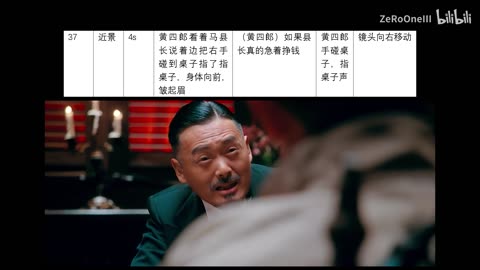 ZeRoOneIII bilibili
37 近景 4s 黄四郎看着马县 （黄四郎）如果县 黄四郎 镜头向右移动
长说着边把右手 长真的急着挣钱 手碰桌
碰到桌子指了指 子，指
桌子，身体向前， 桌子声
皱起眉